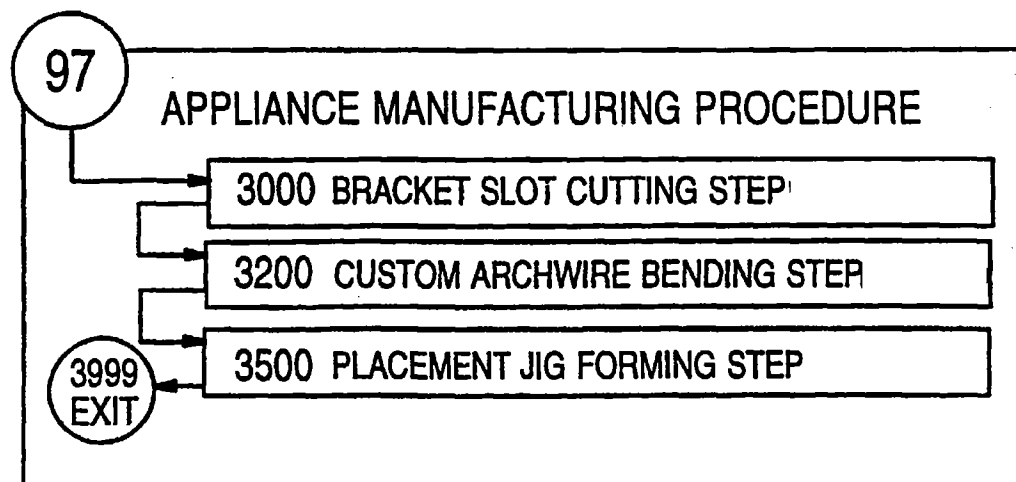 97
APPLIANCE MANUFACTURING PROCEDURE
3000 BRACKET SLOT CUTTING STEP
3200 CUSTOM ARCHWIRE BENDING STEP
3500 PLACEMENT JIG FORMING STEP
3999
EXIT